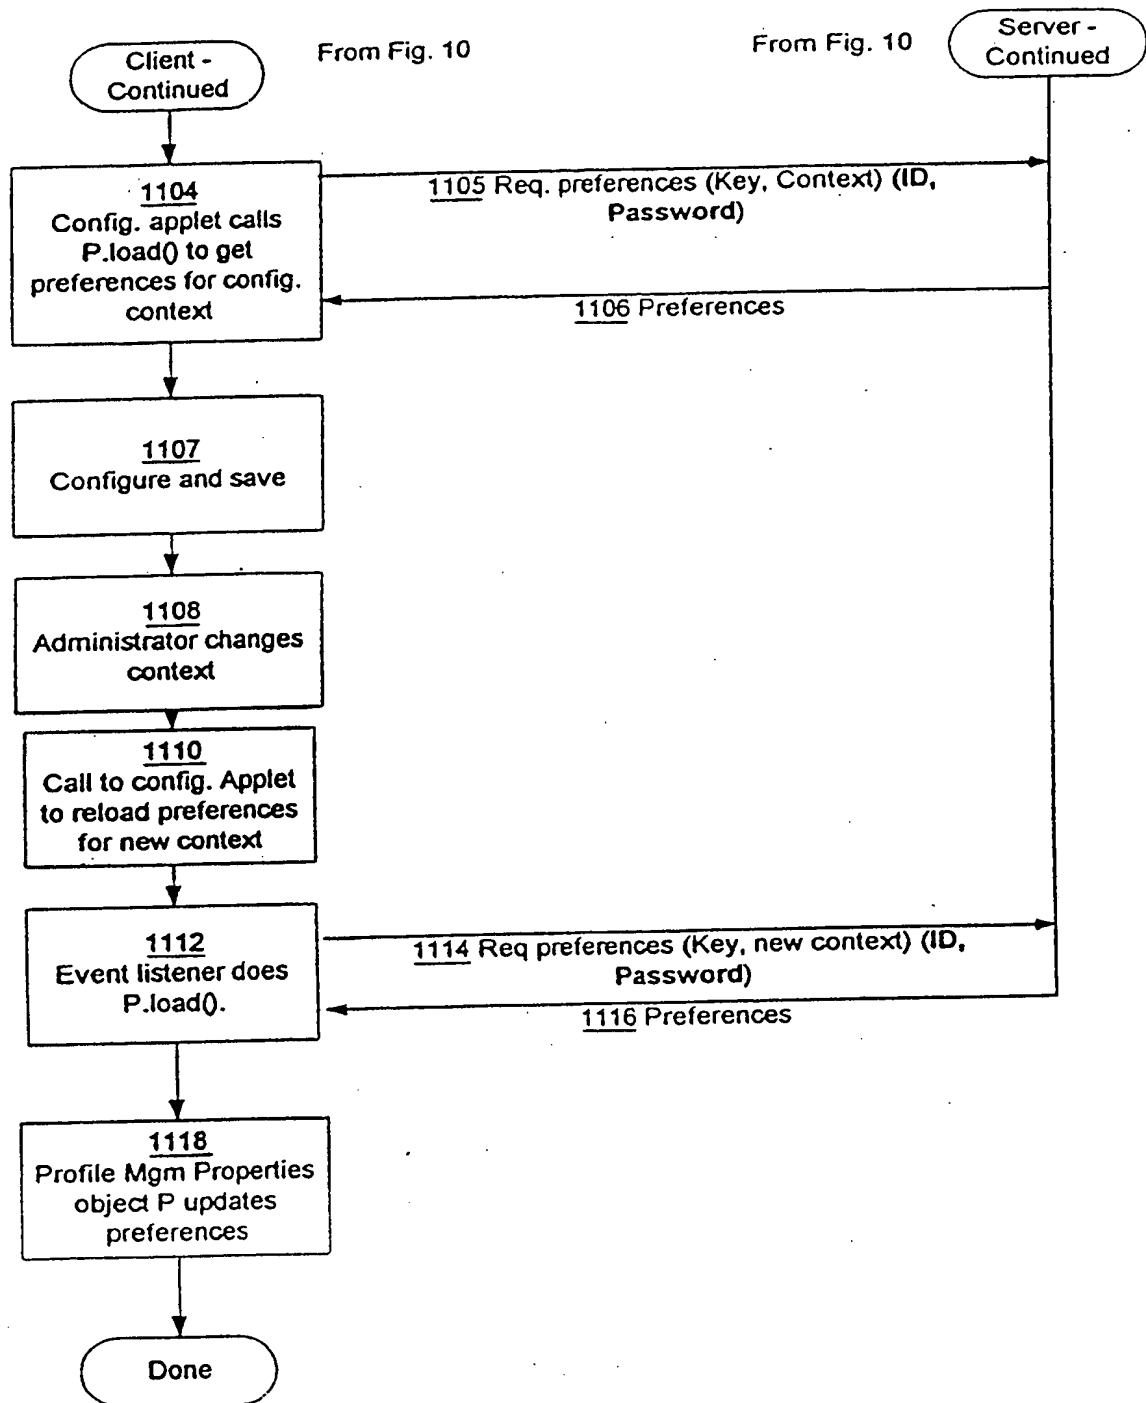 Client -
Continued
From Fig. 10
From Fig. 10
Server -
Continued
1104
Config. applet calls
P.load() to get
preferences for config.
context
1105 Req. preferences (Key, Context) (ID,
Password)
1106 Preferences
1107
Configure and save
1108
Administrator changes
context
1110
Call to config. Applet
to reload preferences
for new context
1112
Event listener does
P.load().
1114 Req preferences (Key, new context) (ID,
Password)
1116 Preferences
1118
Profile Mgm Properties
object P updates
preferences
Done